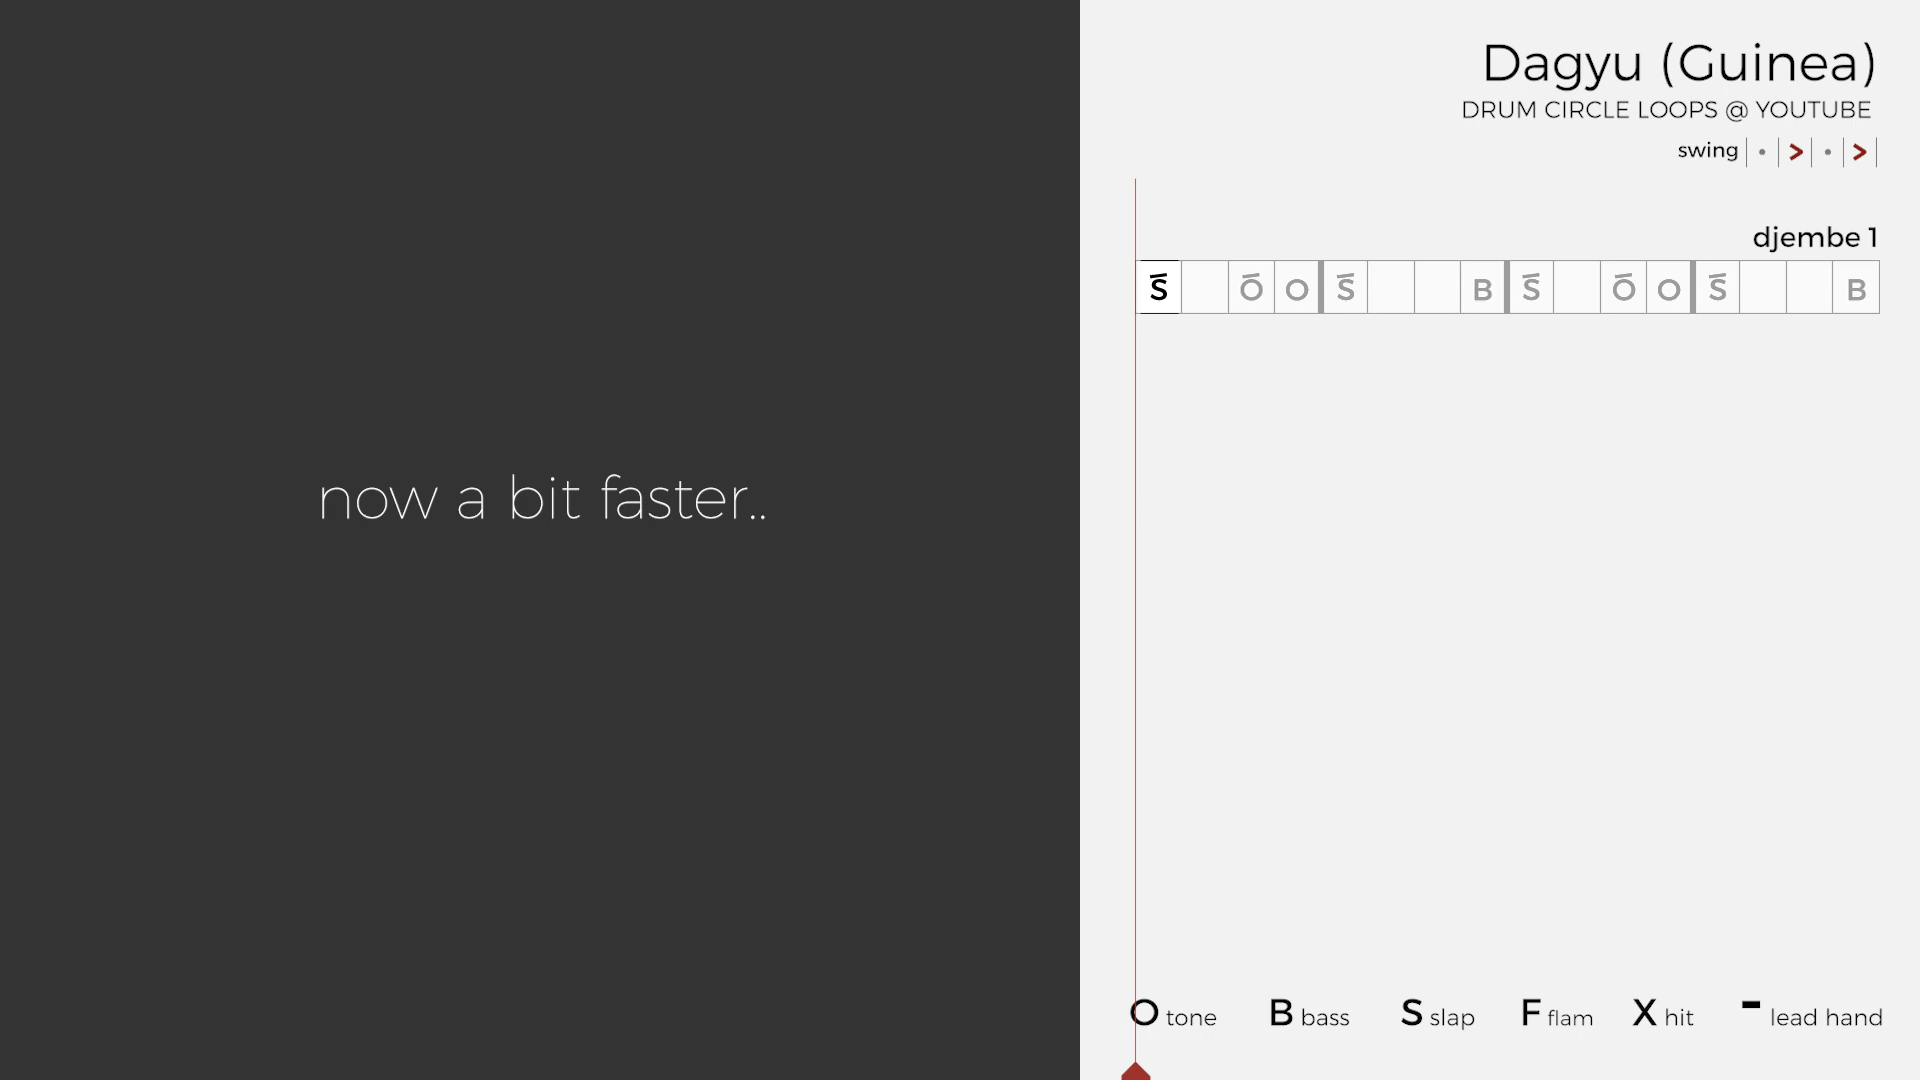 now a bit faster..
Dagyu (Guinea)
DRUM CIRCLE LOOPS @ YOUTUBE
swing | • | > | • | > |
djembe 1
S̄ Ō O S̄ B S̄ Ō O S̄ B
O tone B bass S slap F flam X hit - lead hand